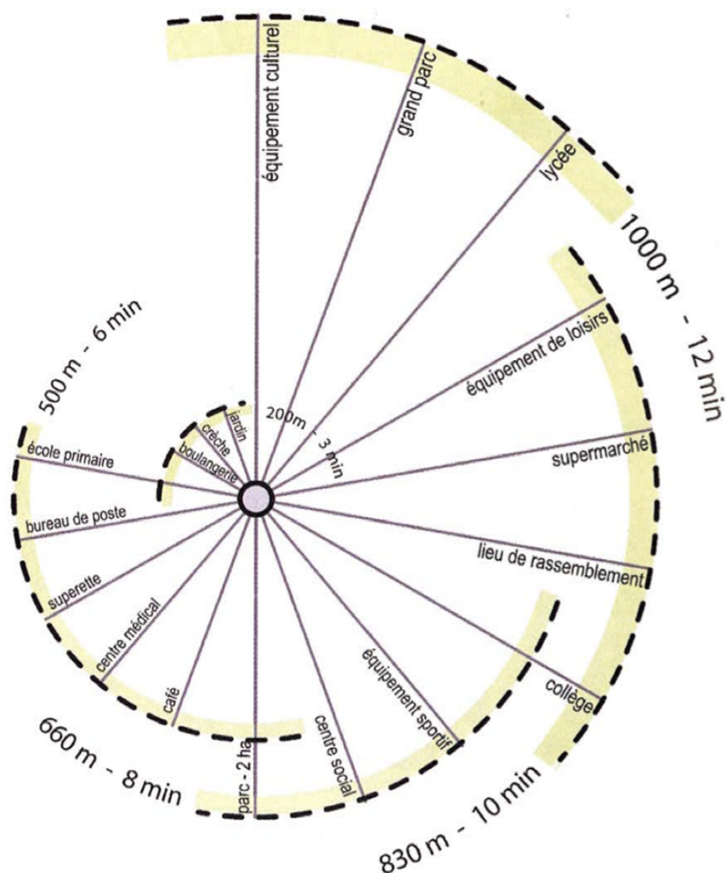 équipement culturel
grand parc
lycée
1000 m - 12 min
équipement de loisirs
supermarché
lieu de rassemblement
collège
830 m - 10 min
équipement sportif
centre social
parc - 2 ha
660 m - 8 min
café
centre médical
superette
bureau de poste
école primaire
500 m - 6 min
boulangerie
crèche
jardin
200m - 3 min